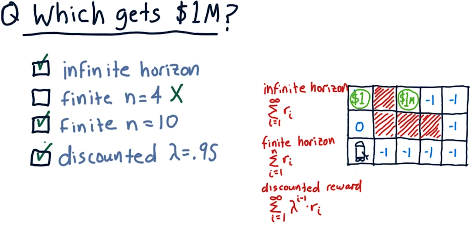 Q Which gets $1M?
☑ infinite horizon
☐ finite n=4 X
☑ finite n=10
☑ discounted λ=.95
infinite horizon
∞
∑ rᵢ
i=1
finite horizon
n
∑ rᵢ
i=1
discounted reward
∞
∑ λⁱ⁻¹·rᵢ
i=1
$1 $1M -1 -1
0 -1
-1 -1 -1 -1